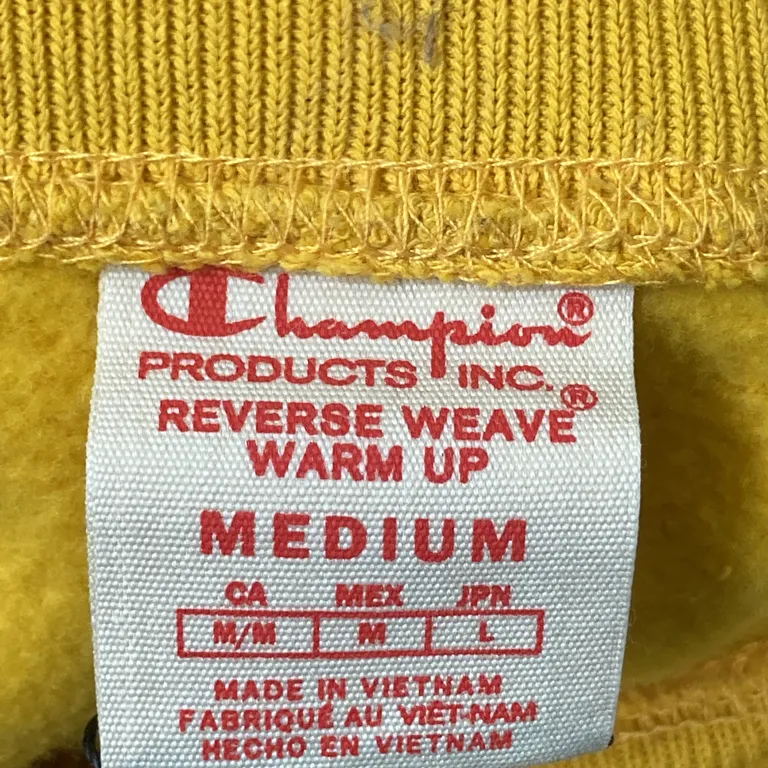 Champion®
PRODUCTS INC.
REVERSE WEAVE®
WARM UP
MEDIUM
CA MEX JPN
M/M M L
MADE IN VIETNAM
FABRIQUÉ AU VIÊT-NAM
HECHO EN VIETNAM